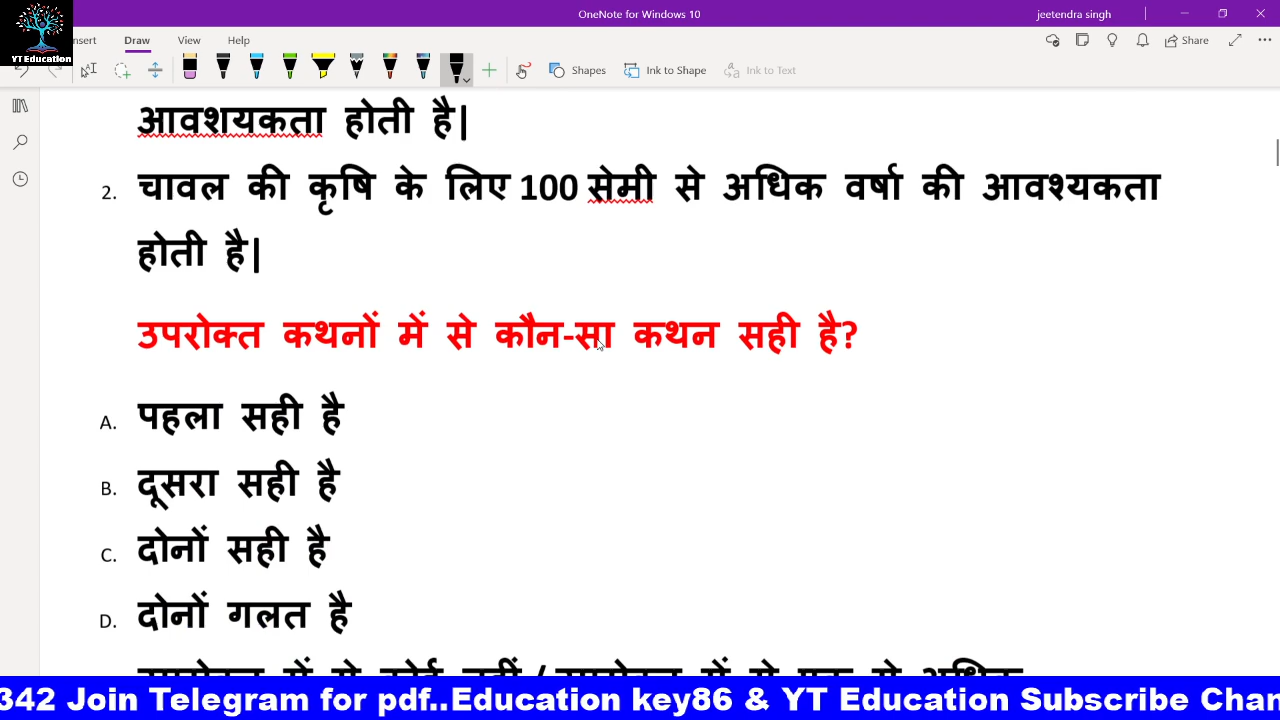 OneNote for Windows 10
jeetendra singh
YT Education
nsert
Draw
View
Help
Share
Shapes
Ink to Shape
Ink to Text
आवशयकता होती है|
2. चावल की कृषि के लिए 100 सेमी से अधिक वर्षा की आवश्यकता
होती है|
उपरोक्त कथनों में से कौन-सा कथन सही है?
A. पहला सही है
B. दूसरा सही है
C. दोनों सही है
D. दोनों गलत है
342 Join Telegram for pdf..Education key86 & YT Education Subscribe Chan